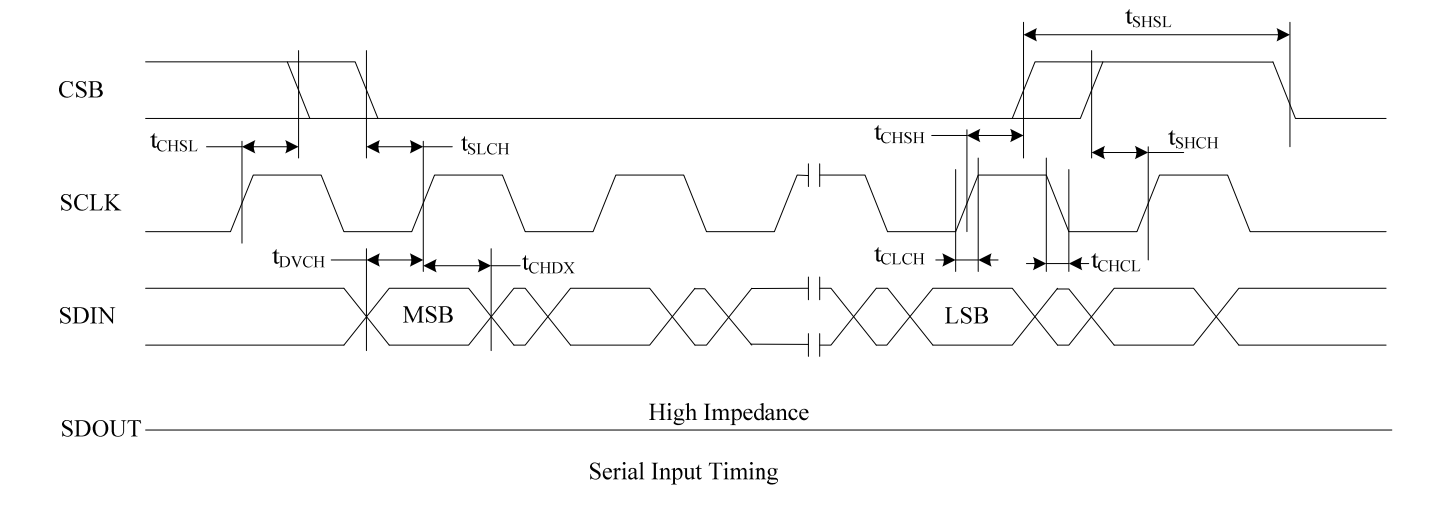 tSHSL
CSB
tCHSL
tSLCH
tCHSH
tSHCH
SCLK
tDVCH
tCHDX
tCLCH
tCHCL
SDIN
MSB
LSB
High Impedance
SDOUT
Serial Input Timing